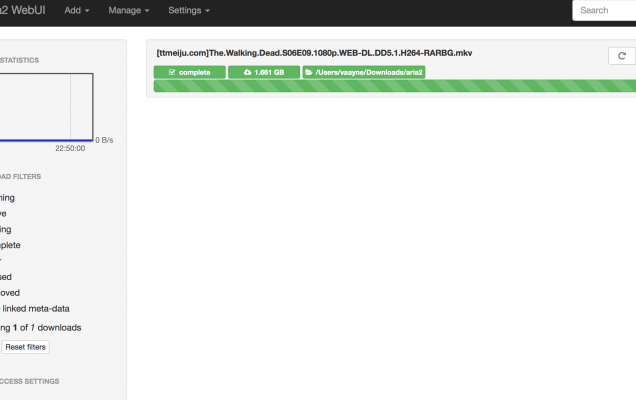 a2 WebUI Add Manage Settings Search
STATISTICS
0 B/s
22:50:00
[ttmeiju.com]The.Walking.Dead.S06E09.1080p.WEB-DL.DD5.1.H264-RARBG.mkv
complete 1.661 GB /Users/vaayne/Downloads/aria2
OAD FILTERS
ning
ve
ing
plete
r
sed
oved
linked meta-data
ng 1 of 1 downloads
Reset filters
CCESS SETTINGS